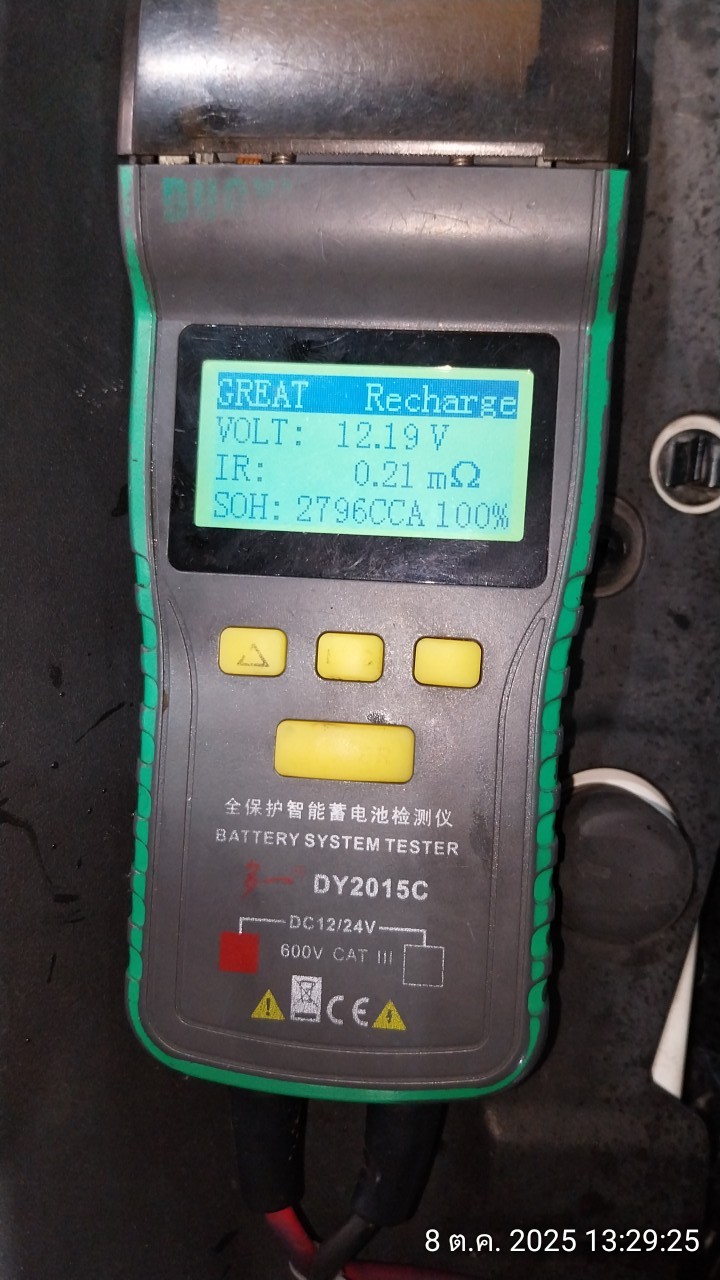 GREAT Recharge
VOLT: 12.19 V
IR: 0.21 mΩ
SOH: 2796CCA 100%
全保护智能蓄电池检测仪
BATTERY SYSTEM TESTER
多一 DY2015C
DC12/24V
600V CAT III
CE
8 ต.ค. 2025 13:29:25